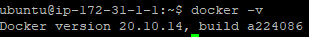 ubuntu@ip-172-31-1-1:~$ docker -v
Docker version 20.10.14, build a224086